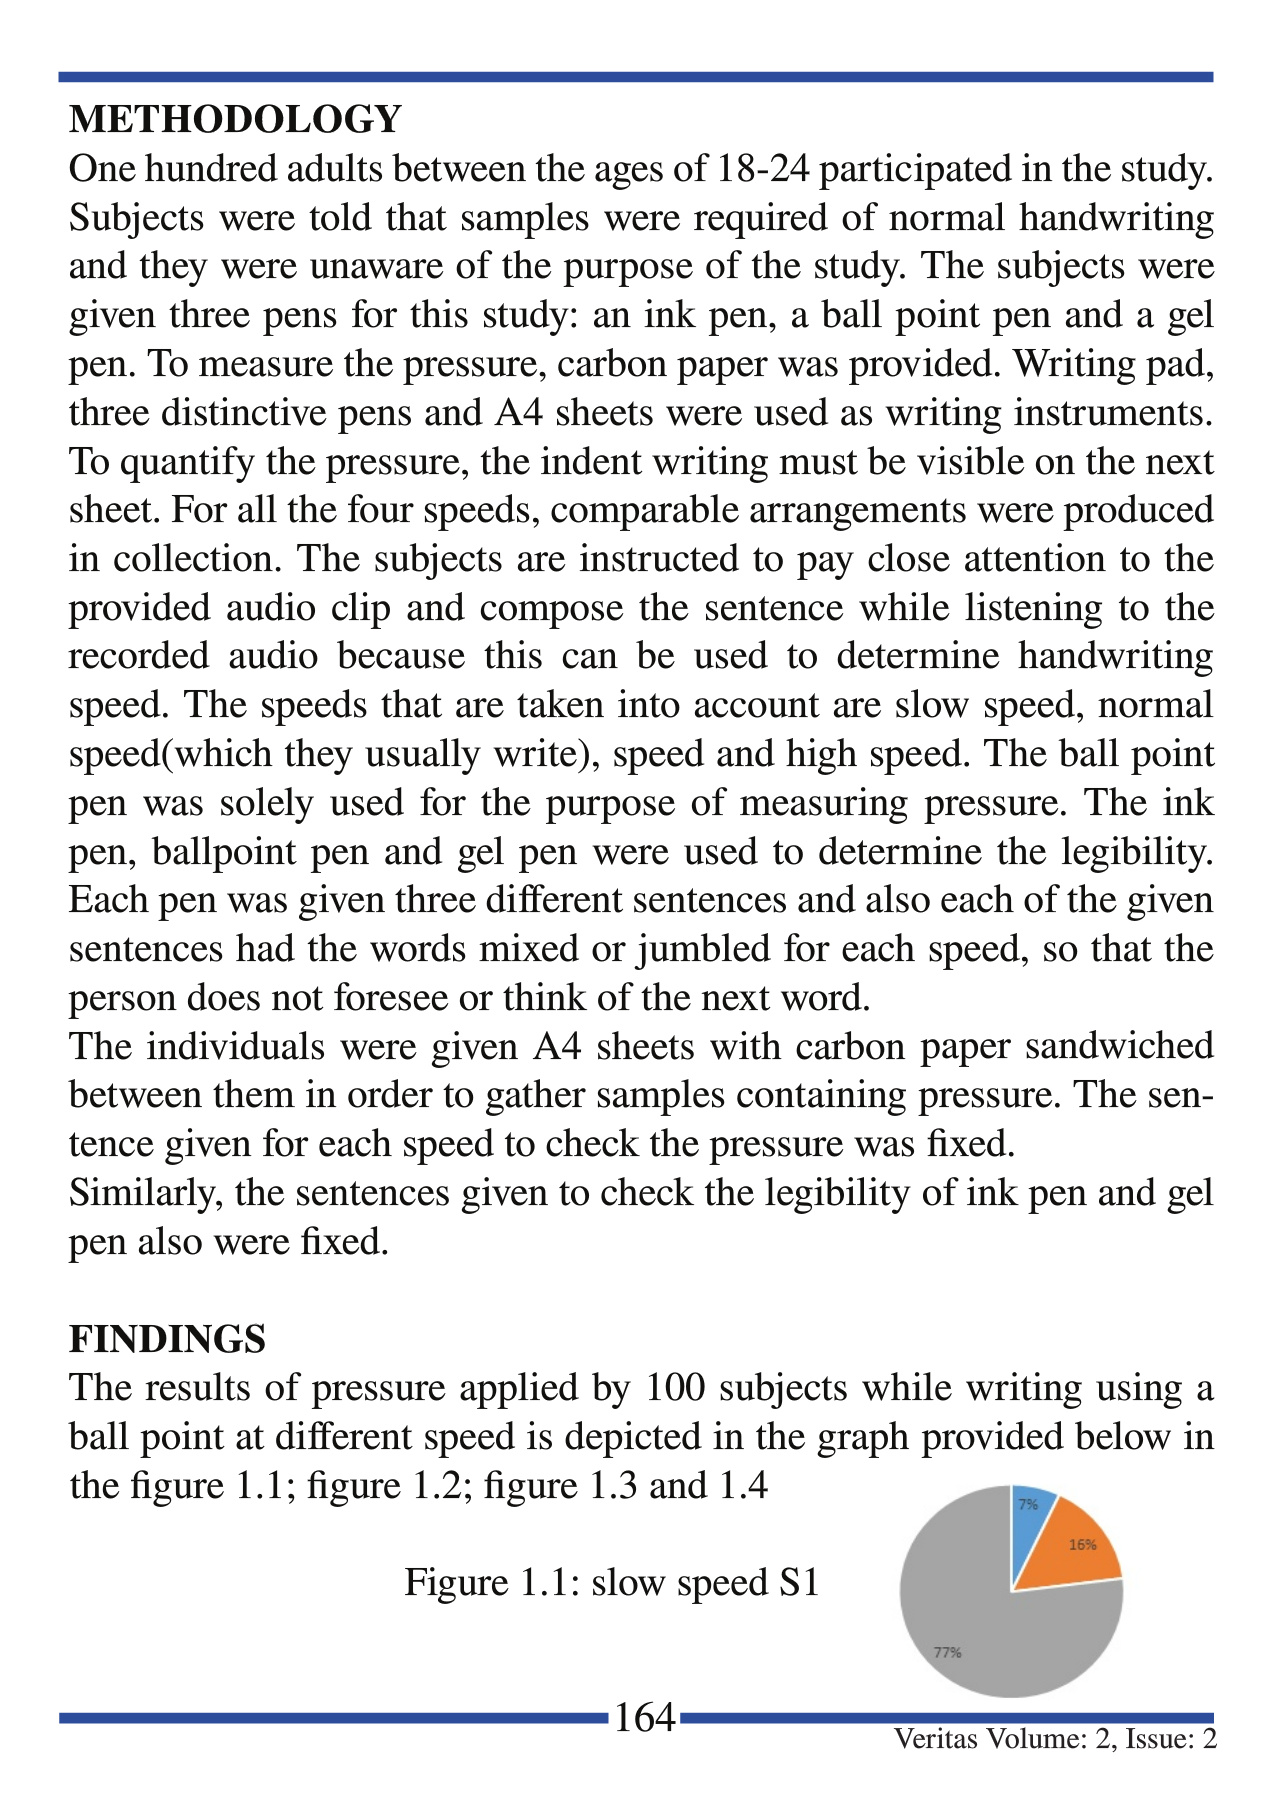 METHODOLOGY
One hundred adults between the ages of 18-24 participated in the study.
Subjects were told that samples were required of normal handwriting
and they were unaware of the purpose of the study. The subjects were
given three pens for this study: an ink pen, a ball point pen and a gel
pen. To measure the pressure, carbon paper was provided. Writing pad,
three distinctive pens and A4 sheets were used as writing instruments.
To quantify the pressure, the indent writing must be visible on the next
sheet. For all the four speeds, comparable arrangements were produced
in collection. The subjects are instructed to pay close attention to the
provided audio clip and compose the sentence while listening to the
recorded audio because this can be used to determine handwriting
speed. The speeds that are taken into account are slow speed, normal
speed(which they usually write), speed and high speed. The ball point
pen was solely used for the purpose of measuring pressure. The ink
pen, ballpoint pen and gel pen were used to determine the legibility.
Each pen was given three different sentences and also each of the given
sentences had the words mixed or jumbled for each speed, so that the
person does not foresee or think of the next word.
The individuals were given A4 sheets with carbon paper sandwiched
between them in order to gather samples containing pressure. The sen-
tence given for each speed to check the pressure was fixed.
Similarly, the sentences given to check the legibility of ink pen and gel
pen also were fixed.
FINDINGS
The results of pressure applied by 100 subjects while writing using a
ball point at different speed is depicted in the graph provided below in
the figure 1.1; figure 1.2; figure 1.3 and 1.4
7%
16%
Figure 1.1: slow speed S1
77%
164
Veritas Volume: 2, Issue: 2